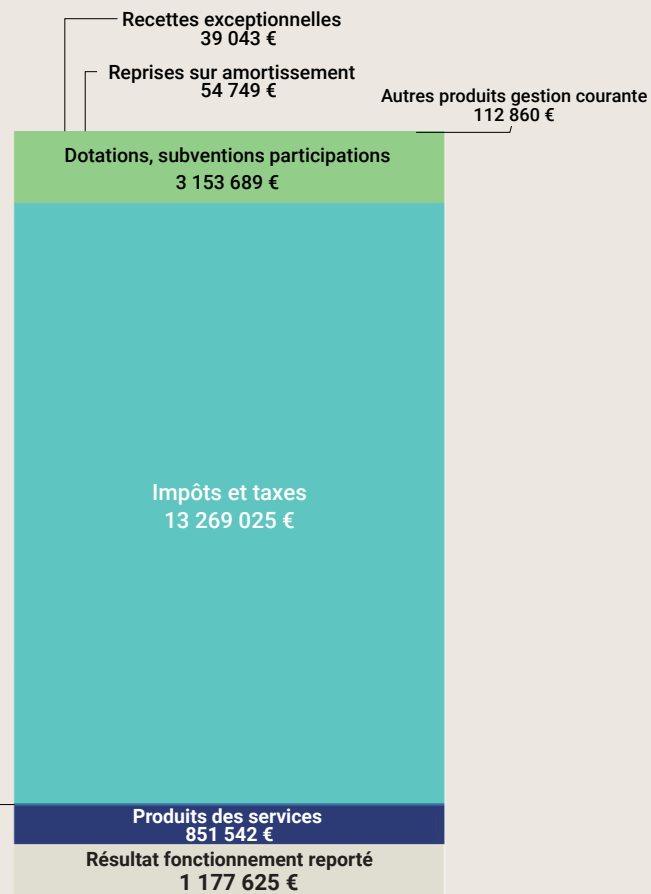 Recettes exceptionnelles
39 043 €
Reprises sur amortissement
54 749 €
Autres produits gestion courante
112 860 €
Dotations, subventions participations
3 153 689 €
Impôts et taxes
13 269 025 €
Produits des services
851 542 €
Résultat fonctionnement reporté
1 177 625 €